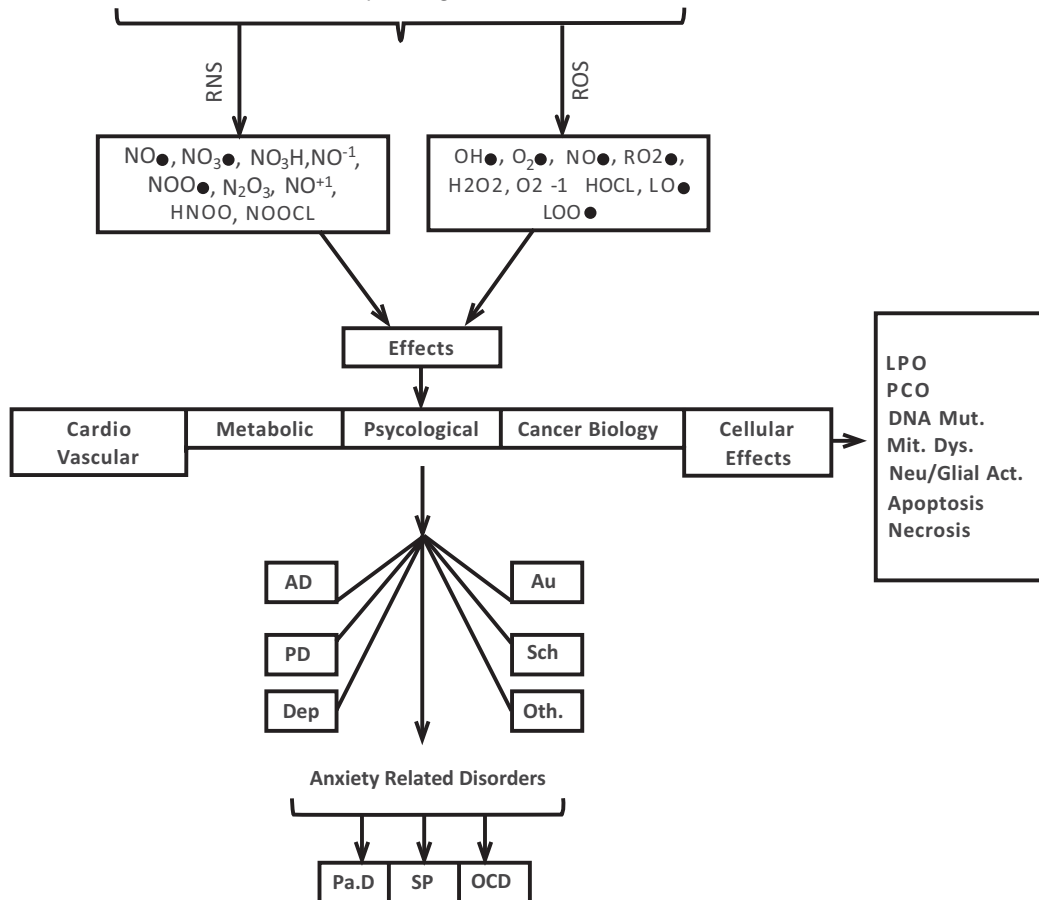 RNS
ROS
NO●, NO₃●, NO₃H,NO⁻¹,
NOO●, N₂O₃, NO⁺¹,
HNOO, NOOCL
OH●, O₂●, NO●, RO2●,
H2O2, O2 -1 HOCL, LO●
LOO●
Effects
Cardio
Vascular
Metabolic
Psycological
Cancer Biology
Cellular
Effects
LPO
PCO
DNA Mut.
Mit. Dys.
Neu/Glial Act.
Apoptosis
Necrosis
AD
Au
PD
Sch
Dep
Oth.
Anxiety Related Disorders
Pa.D
SP
OCD